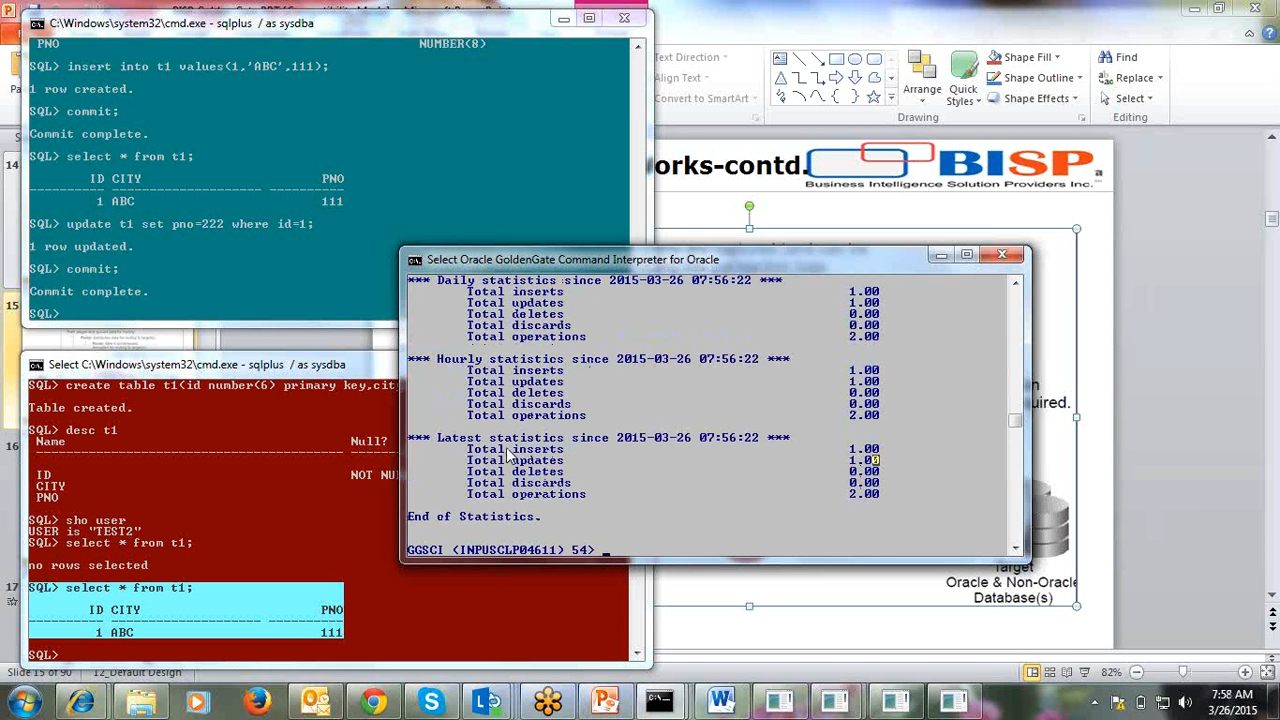 C:\Windows\system32\cmd.exe - sqlplus / as sysdba
PNO NUMBER(8)
SQL> insert into t1 values(1,'ABC',111);
1 row created.
SQL> commit;
Commit complete.
SQL> select * from t1;
ID CITY PNO
1 ABC 111
SQL> update t1 set pno=222 where id=1;
1 row updated.
SQL> commit;
Commit complete.
SQL>
Select C:\Windows\system32\cmd.exe - sqlplus / as sysdba
SQL> create table t1(id number(6) primary key,city
Table created.
SQL> desc t1
Name Null?
ID NOT NU
CITY
PNO
SQL> sho user
USER is "TEST2"
SQL> select * from t1;
no rows selected
SQL> select * from t1;
ID CITY PNO
1 ABC 111
SQL>
Select Oracle GoldenGate Command Interpreter for Oracle
*** Daily statistics since 2015-03-26 07:56:22 ***
Total inserts 1.00
Total updates 1.00
Total deletes 0.00
Total discards 0.00
Total operations 2.00
*** Hourly statistics since 2015-03-26 07:56:22 ***
Total inserts 1.00
Total updates 1.00
Total deletes 0.00
Total discards 0.00
Total operations 2.00
*** Latest statistics since 2015-03-26 07:56:22 ***
Total inserts 1.00
Total updates 1.00
Total deletes 0.00
Total discards 0.00
Total operations 2.00
End of Statistics.
GGSCI (INPUSCLP04611) 54>
Text Direction
Align Text
Convert to SmartArt
Arrange
Quick Styles
Shape Fill
Shape Outline
Shape Effects
Drawing
Find
Replace
Select
Editing
orks-contd.
BISP
Business Intelligence Solution Providers Inc.
quired.
Target
Oracle & Non-Oracle
Database(s)
14
15
16
17
Slide 15 of 90
12_Default Design
82%
7:58 AM
3/26/2015